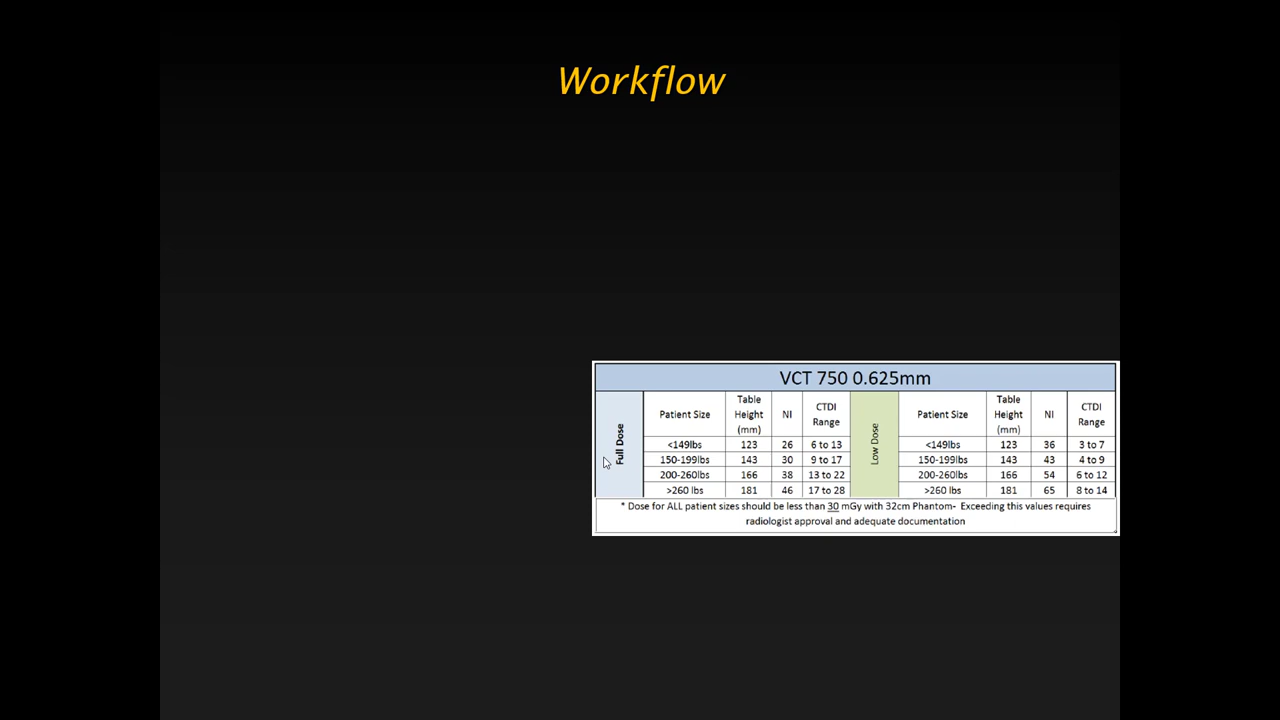 Workflow
VCT 750 0.625mm
Full Dose
Patient Size Table Height (mm) NI CTDI Range
<149lbs 123 26 6 to 13
150-199lbs 143 30 9 to 17
200-260lbs 166 38 13 to 22
>260 lbs 181 46 17 to 28
Low Dose
Patient Size Table Height (mm) NI CTDI Range
<149lbs 123 36 3 to 7
150-199lbs 143 43 4 to 9
200-260lbs 166 54 6 to 12
>260 lbs 181 65 8 to 14
* Dose for ALL patient sizes should be less than 30 mGy with 32cm Phantom- Exceeding this values requires
radiologist approval and adequate documentation